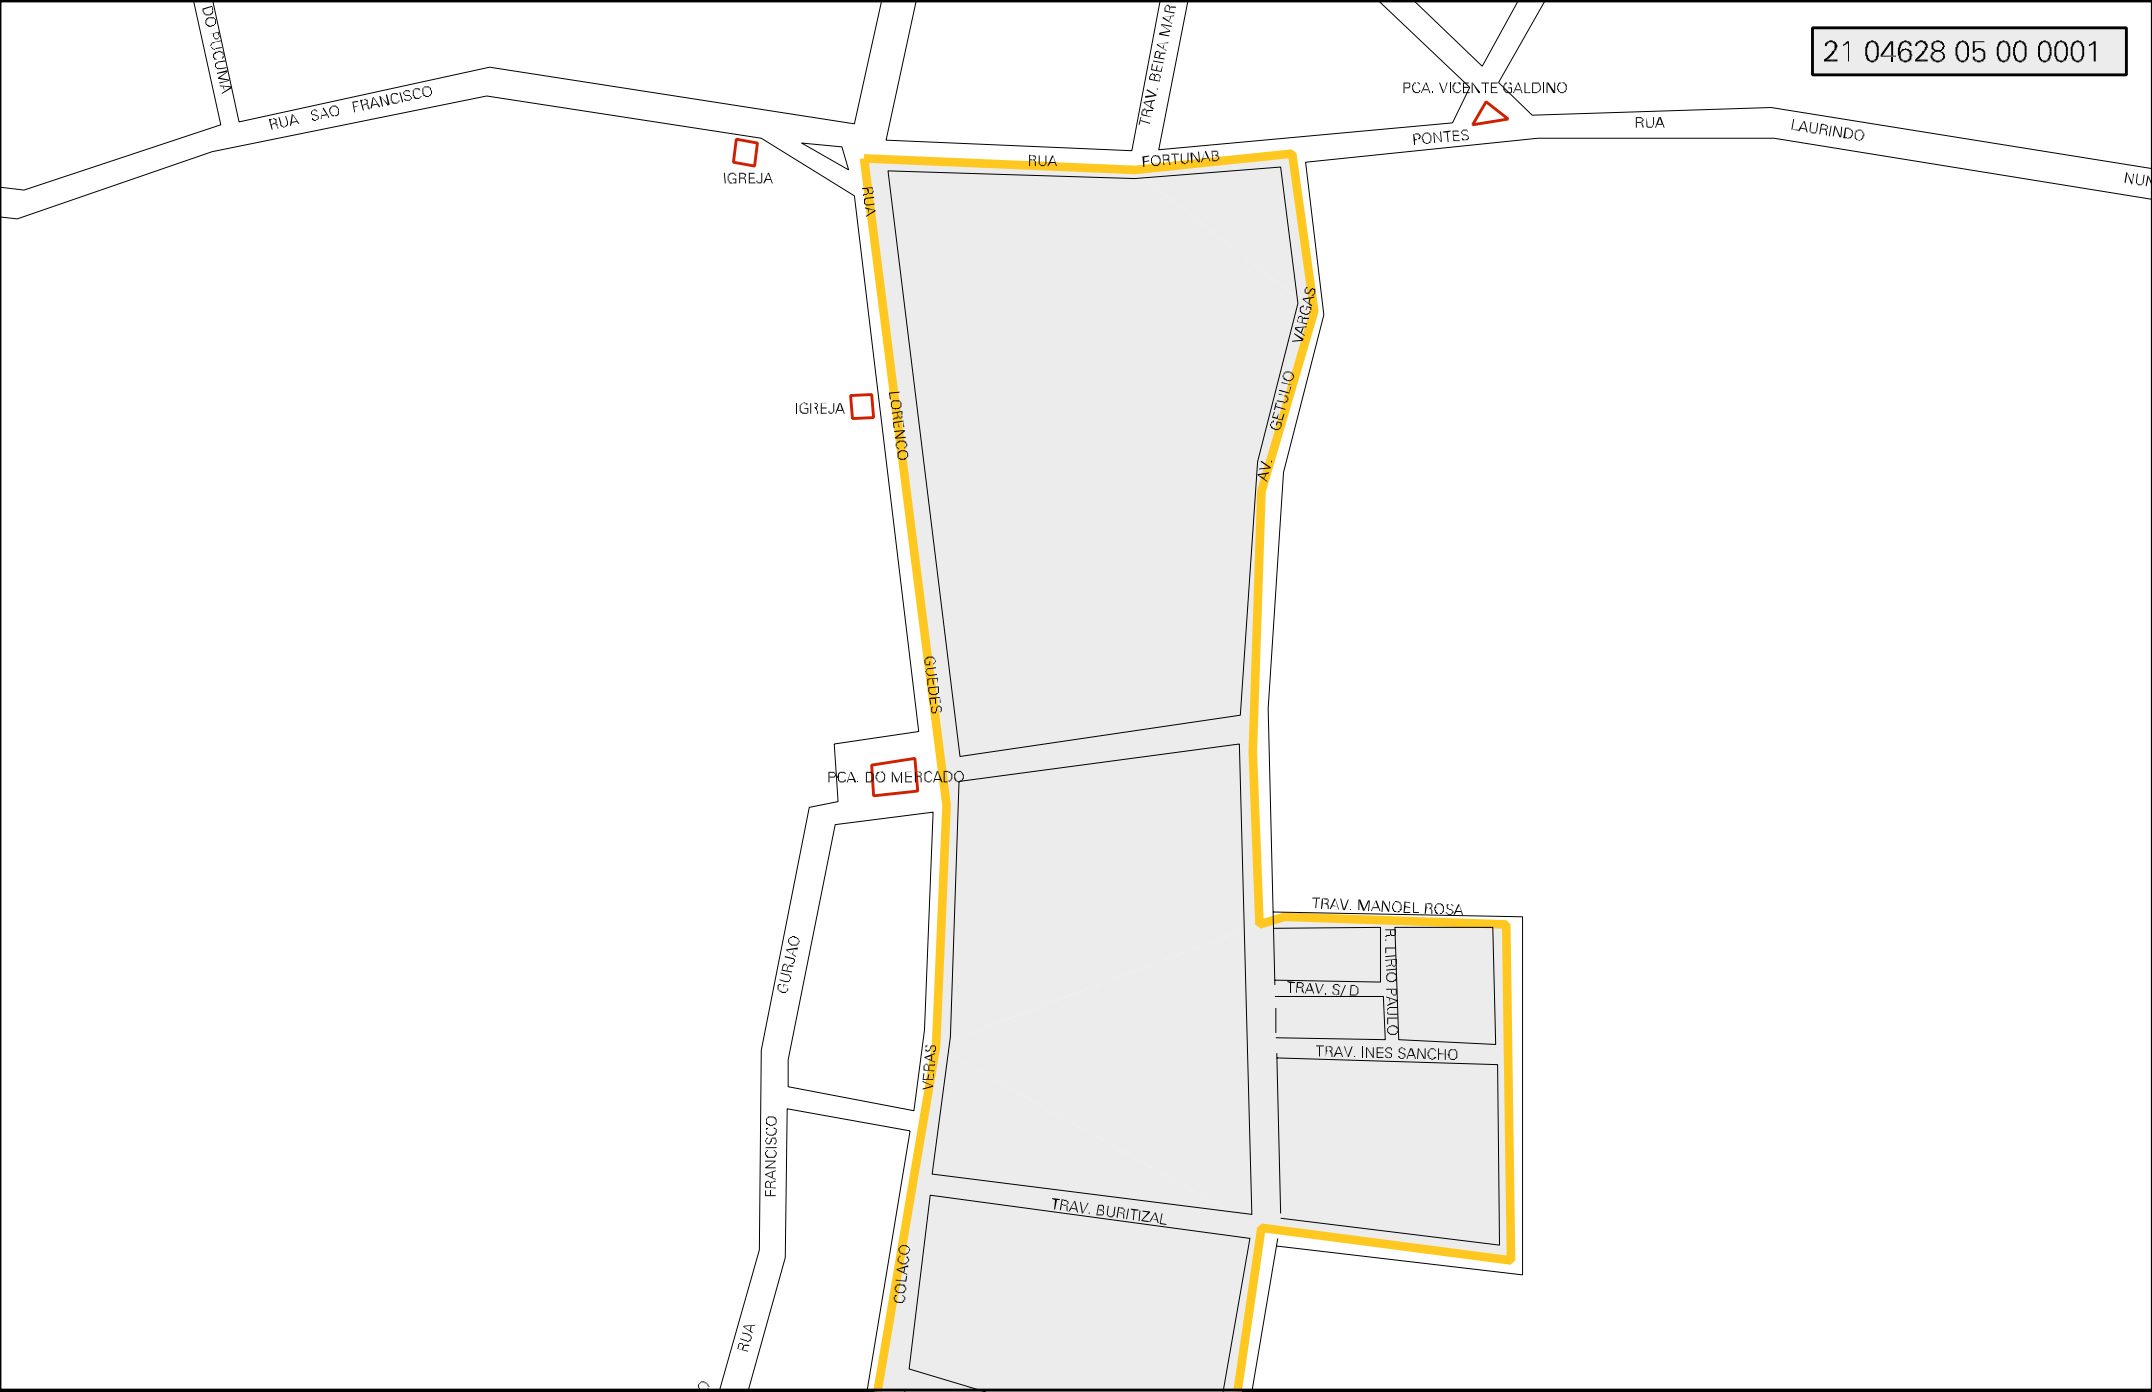 DO PUCUMA
TRAV. BEIRA MAR
21 04628 05 00 0001
PCA. VICENTE GALDINO
RUA SAO FRANCISCO
RUA LAURINDO
PONTES
RUA FORTUNAB
IGREJA
NUN
RUA LORENCO GUEDES
AV. GETULIO VARGAS
IGREJA
PCA. DO MERCADO
TRAV. MANOEL ROSA
R. LIRIO PAULO
TRAV. S/D
TRAV. INES SANCHO
RUA FRANCISCO GURJAO
COLACO VERAS
TRAV. BURITIZAL